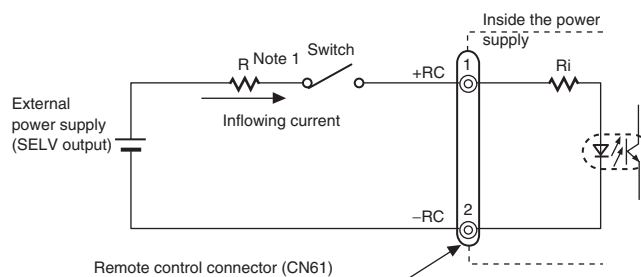 Inside the power
supply
R Note 1 Switch
+RC
1
Ri
External
power supply
(SELV output)
Inflowing current
−RC
2
Remote control connector (CN61)